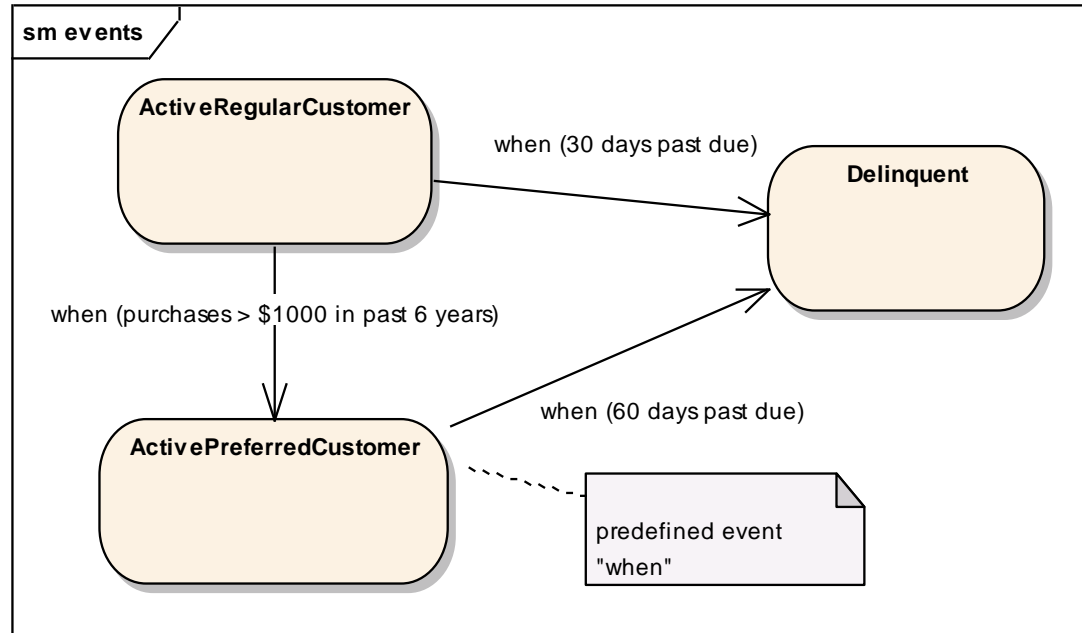 sm events
ActiveRegularCustomer
when (30 days past due)
Delinquent
when (purchases > $1000 in past 6 years)
when (60 days past due)
ActivePreferredCustomer
predefined event
"when"